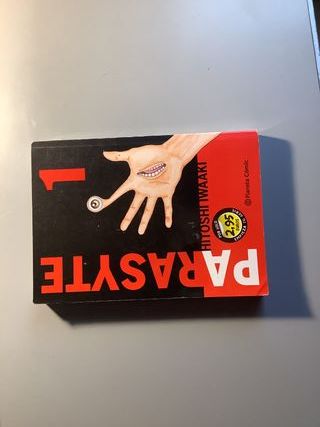 PARASYTE
1
HITOSHI IWAAKI
Planeta Cómic
2,95